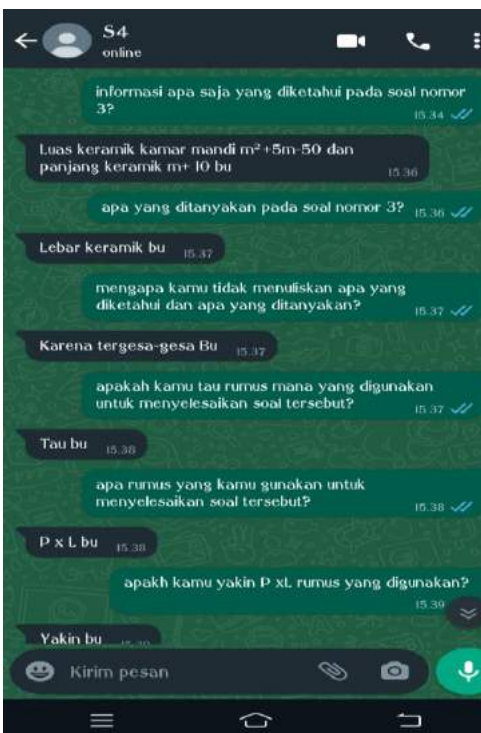 S4
online
informasi apa saja yang diketahui pada soal nomor
3?
15.34
Luas keramik kamar mandi m²+5m-50 dan
panjang keramik m+ 10 bu
15.36
apa yang ditanyakan pada soal nomor 3?
15.36
Lebar keramik bu
15.37
mengapa kamu tidak menuliskan apa yang
diketahui dan apa yang ditanyakan?
15.37
Karena tergesa-gesa Bu
15.37
apakah kamu tau rumus mana yang digunakan
untuk menyelesaikan soal tersebut?
15.37
Tau bu
15.38
apa rumus yang kamu gunakan untuk
menyelesaikan soal tersebut?
15.38
P x L bu
15.38
apakh kamu yakin P xL rumus yang digunakan?
15.39
Yakin bu
Kirim pesan